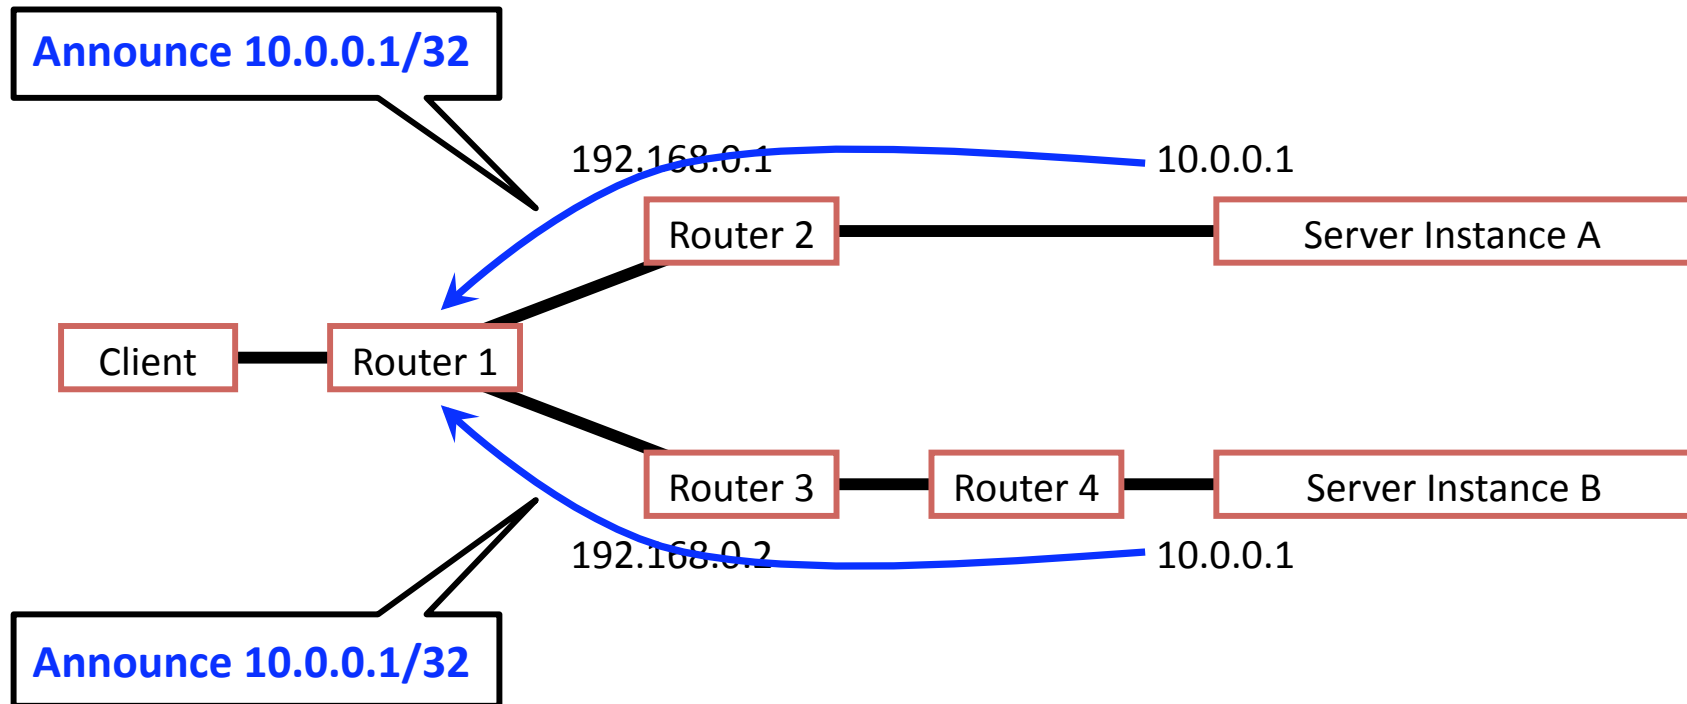 Announce 10.0.0.1/32
192.168.0.1
10.0.0.1
Router 2
Server Instance A
Client
Router 1
Router 3
Router 4
Server Instance B
192.168.0.2
10.0.0.1
Announce 10.0.0.1/32